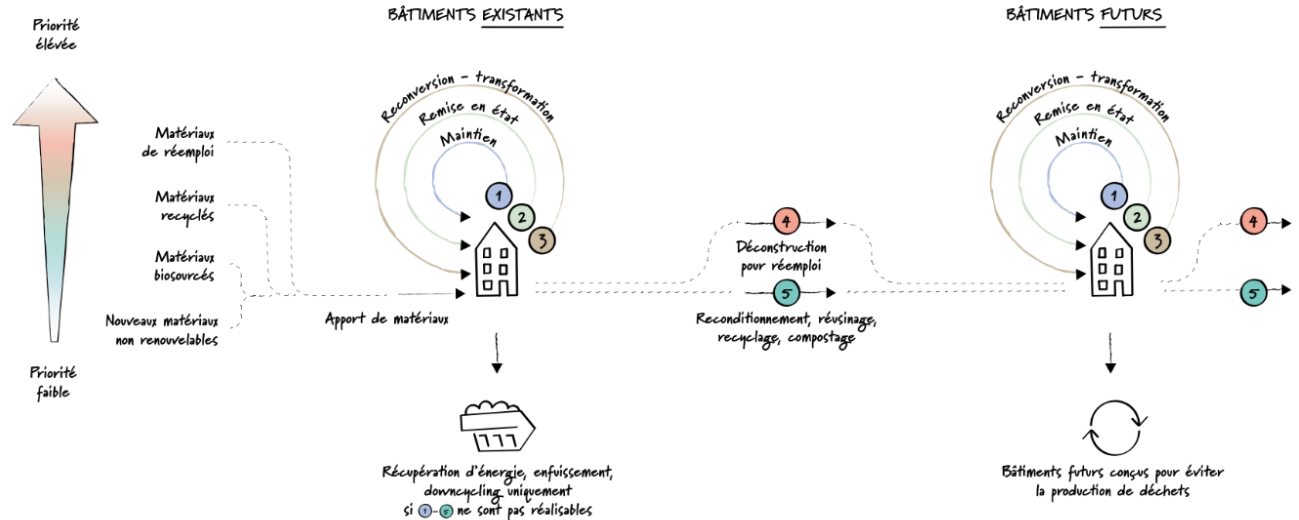 BÂTIMENTS EXISTANTS
BÂTIMENTS FUTURS
Priorité
élévée
Matériaux
de réemploi
Matériaux
recyclés
Matériaux
biosourcés
Nouveaux matériaux
non renouvelables
Priorité
faible
Apport de matériaux
Reconversion - transformation
Remise en état
Maintien
1
2
3
4
Déconstruction
pour réemploi
5
Reconditionnement, réusinage,
recyclage, compostage
Récupération d'énergie, enfuissement,
downcycling uniquement
si 1-5 ne sont pas réalisables
Reconversion - transformation
Remise en état
Maintien
1
2
3
4
5
Bâtiments futurs conçus pour éviter
la production de déchets